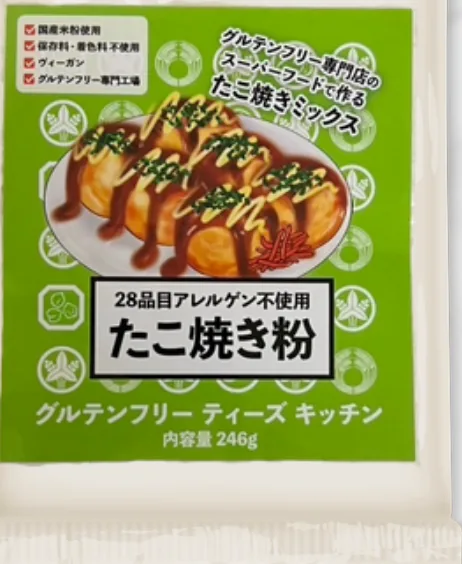 国産米粉使用
保存料・着色料 不使用
ヴィーガン
グルテンフリー専門工場
グルテンフリー専門店の
スーパーフードで作る
たこ焼きミックス
28品目アレルゲン不使用
たこ焼き粉
グルテンフリー ティーズ キッチン
内容量 246g